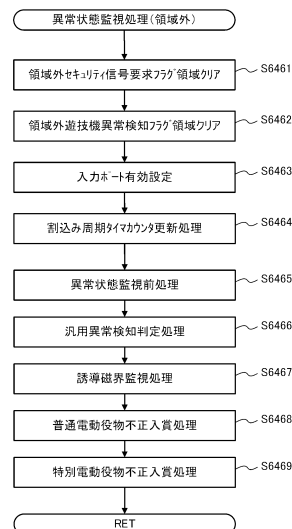 異常状態監視処理(領域外)
領域外セキュリティ信号要求フラグ領域クリア
S6461
領域外遊技機異常検知フラグ領域クリア
S6462
入力ポート有効設定
S6463
割込み周期タイマカウンタ更新処理
S6464
異常状態監視前処理
S6465
汎用異常検知判定処理
S6466
誘導磁界監視処理
S6467
普通電動役物不正入賞処理
S6468
特別電動役物不正入賞処理
S6469
RET